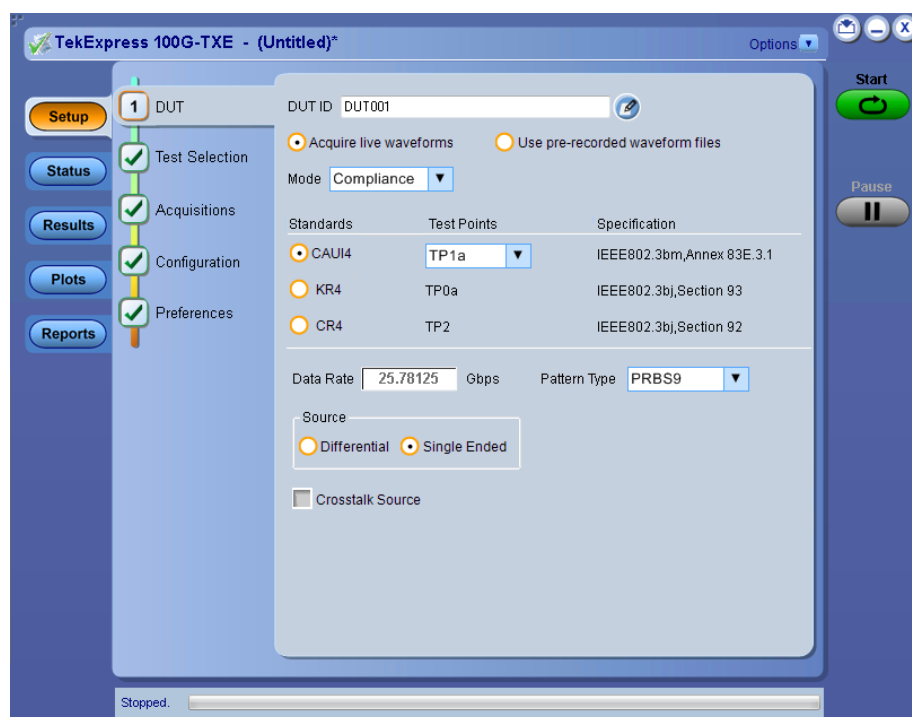 TekExpress 100G-TXE - (Untitled)*
Options
Start
Pause
Setup
Status
Results
Plots
Reports
1 DUT
Test Selection
Acquisitions
Configuration
Preferences
DUT ID DUT001
Acquire live waveforms Use pre-recorded waveform files
Mode Compliance
Standards Test Points Specification
CAUI4 TP1a IEEE802.3bm,Annex 83E.3.1
KR4 TP0a IEEE802.3bj,Section 93
CR4 TP2 IEEE802.3bj,Section 92
Data Rate 25.78125 Gbps Pattern Type PRBS9
Source
Differential Single Ended
Crosstalk Source
Stopped.